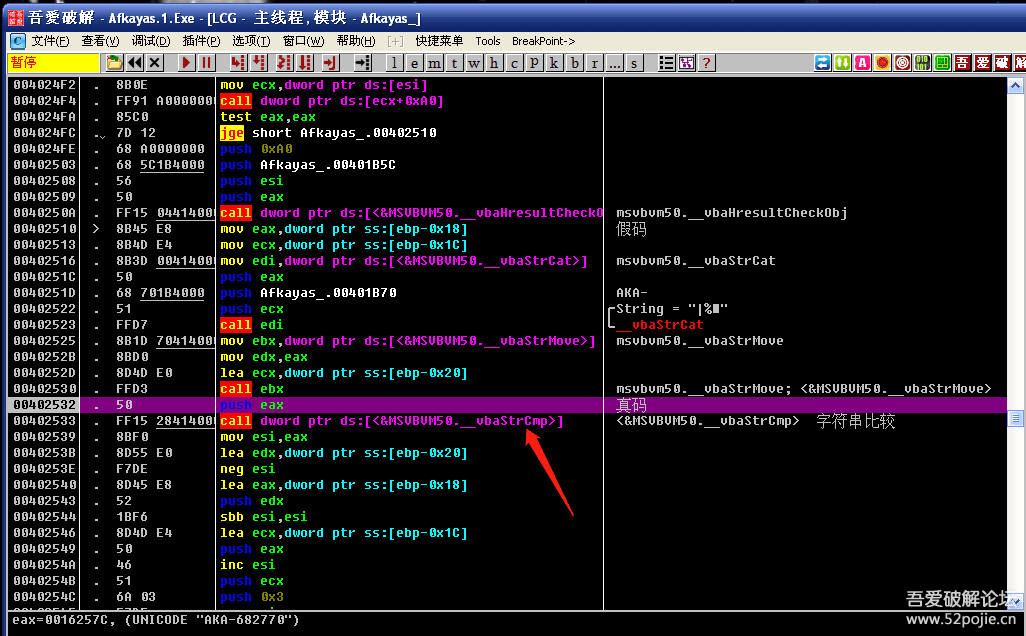 吾爱破解 - Afkayas.1.Exe - [LCG - 主线程,模块 - Afkayas_]
文件(F) 查看(V) 调试(D) 插件(P) 选项(T) 窗口(W) 帮助(H) [+] 快捷菜单 Tools BreakPoint->
暂停 l e m t w h c p k b r ... s ?
004024F2 . 8B0E mov ecx,dword ptr ds:[esi]
004024F4 . FF91 A0000000 call dword ptr ds:[ecx+0xA0]
004024FA . 85C0 test eax,eax
004024FC . 7D 12 jge short Afkayas_.00402510
004024FE . 68 A0000000 push 0xA0
00402503 . 68 5C1B4000 push Afkayas_.00401B5C
00402508 . 56 push esi
00402509 . 50 push eax
0040250A . FF15 04414000 call dword ptr ds:[<&MSVBVM50.__vbaHresultCheckO msvbvm50.__vbaHresultCheckObj
00402510 > 8B45 E8 mov eax,dword ptr ss:[ebp-0x18] 假码
00402513 . 8B4D E4 mov ecx,dword ptr ss:[ebp-0x1C]
00402516 . 8B3D 00414000 mov edi,dword ptr ds:[<&MSVBVM50.__vbaStrCat>] msvbvm50.__vbaStrCat
0040251C . 50 push eax
0040251D . 68 701B4000 push Afkayas_.00401B70 AKA-
00402522 . 51 push ecx String = "|%■"
00402523 . FFD7 call edi __vbaStrCat
00402525 . 8B1D 70414000 mov ebx,dword ptr ds:[<&MSVBVM50.__vbaStrMove>] msvbvm50.__vbaStrMove
0040252B . 8BD0 mov edx,eax
0040252D . 8D4D E0 lea ecx,dword ptr ss:[ebp-0x20]
00402530 . FFD3 call ebx msvbvm50.__vbaStrMove; <&MSVBVM50.__vbaStrMove>
00402532 . 50 push eax 真码
00402533 . FF15 28414000 call dword ptr ds:[<&MSVBVM50.__vbaStrCmp>] <&MSVBVM50.__vbaStrCmp> 字符串比较
00402539 . 8BF0 mov esi,eax
0040253B . 8D55 E0 lea edx,dword ptr ss:[ebp-0x20]
0040253E . F7DE neg esi
00402540 . 8D45 E8 lea eax,dword ptr ss:[ebp-0x18]
00402543 . 52 push edx
00402544 . 1BF6 sbb esi,esi
00402546 . 8D4D E4 lea ecx,dword ptr ss:[ebp-0x1C]
00402549 . 50 push eax
0040254A . 46 inc esi
0040254B . 51 push ecx
0040254C . 6A 03 push 0x3
eax=0016257C, (UNICODE "AKA-682770")
吾爱破解论坛
www.52pojie.cn